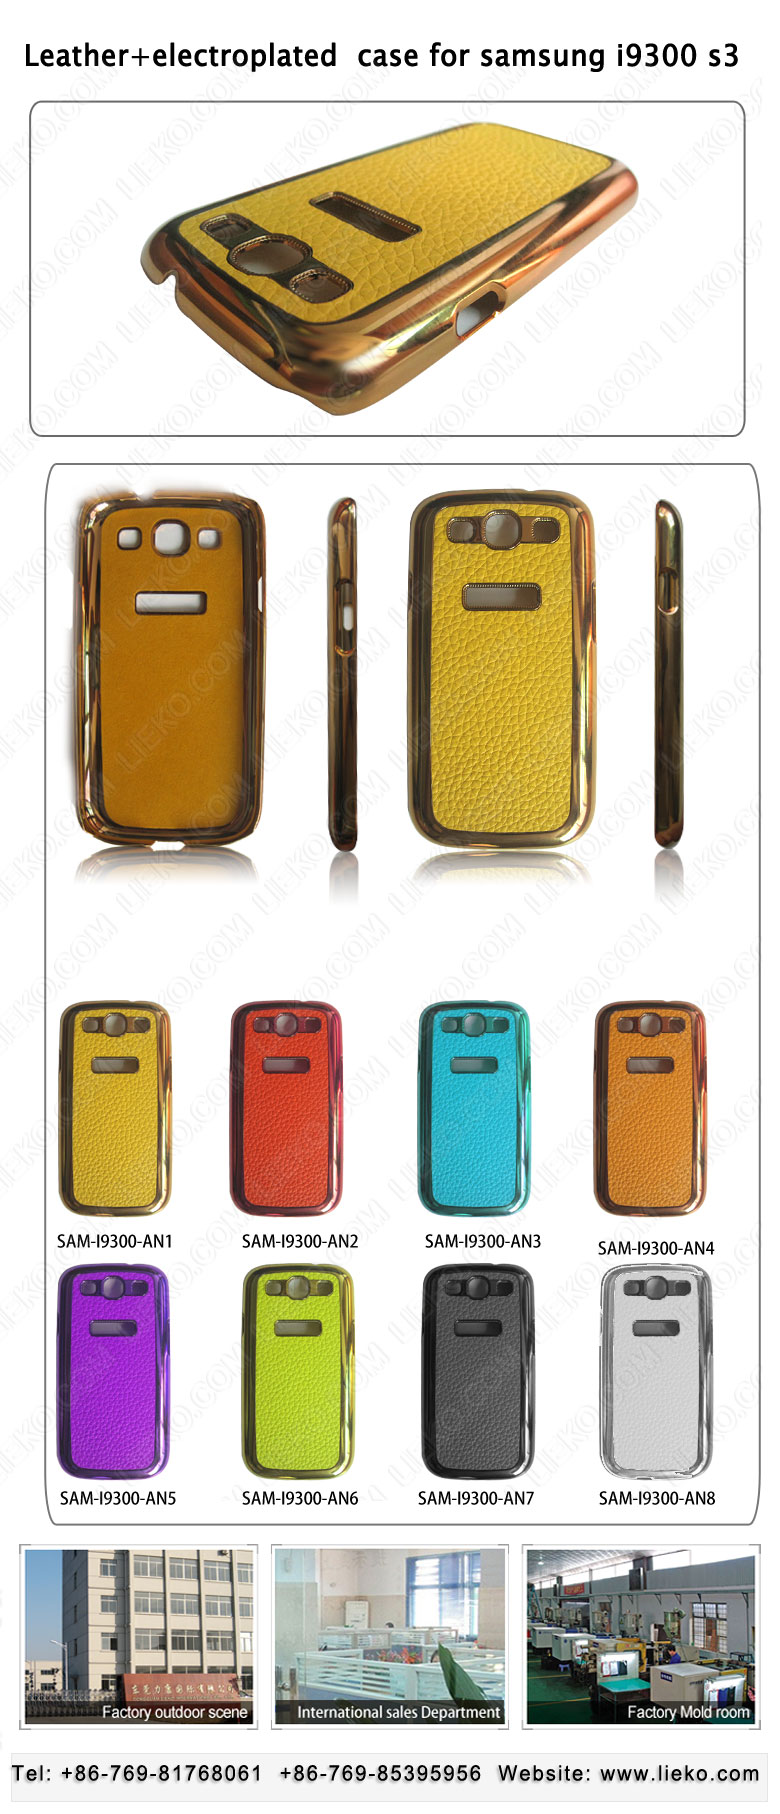 Leather+electroplated case for samsung i9300 s3
LIEKO.COM
SAM-I9300-AN1
SAM-I9300-AN2
SAM-I9300-AN3
SAM-I9300-AN4
SAM-I9300-AN5
SAM-I9300-AN6
SAM-I9300-AN7
SAM-I9300-AN8
Factory outdoor scene
International sales Department
Factory Mold room
Tel: +86-769-81768061 +86-769-85395956 Website: www.lieko.com